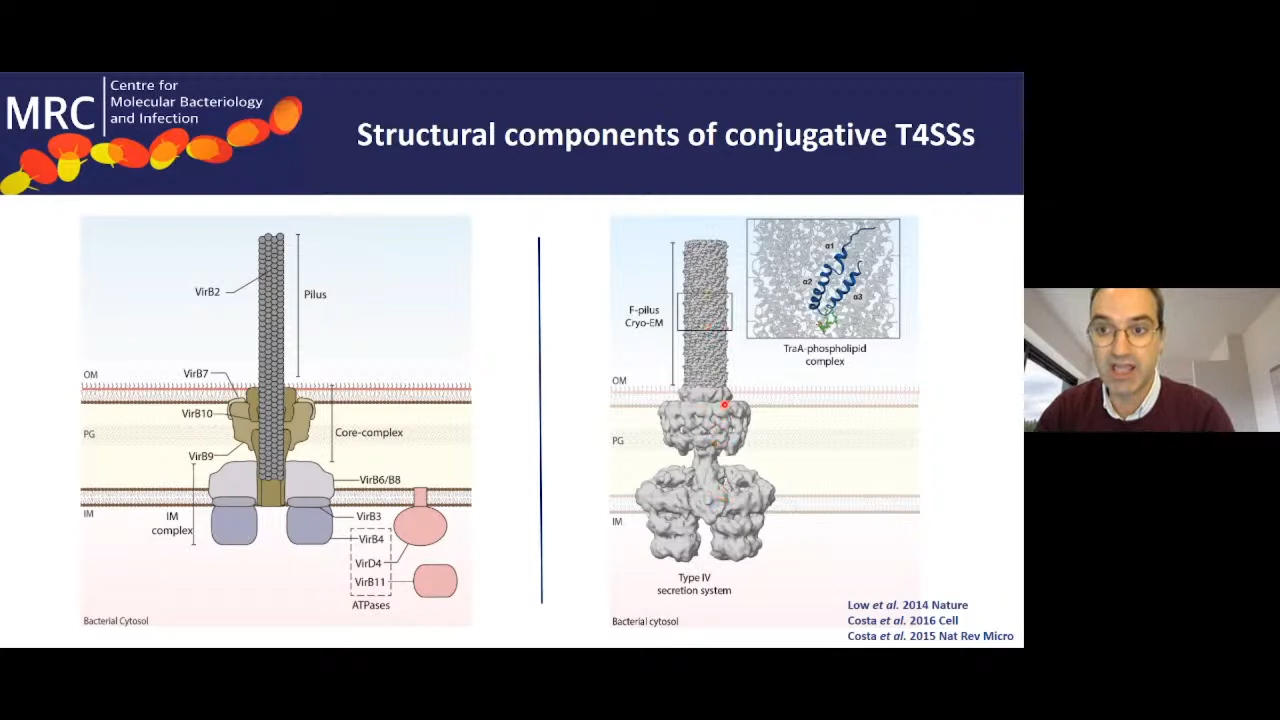 MRC
Centre for
Molecular Bacteriology
and Infection
Structural components of conjugative T4SSs
VirB2
Pilus
OM
VirB7
VirB10
PG
Core-complex
VirB9
VirB6/B8
IM
IM
complex
VirB3
VirB4
VirD4
VirB11
ATPases
Bacterial Cytosol
F-pilus
Cryo-EM
α1
α2
α3
TraA-phospholipid
complex
OM
PG
IM
Type IV
secretion system
Bacterial cytosol
Low et al. 2014 Nature
Costa et al. 2016 Cell
Costa et al. 2015 Nat Rev Micro